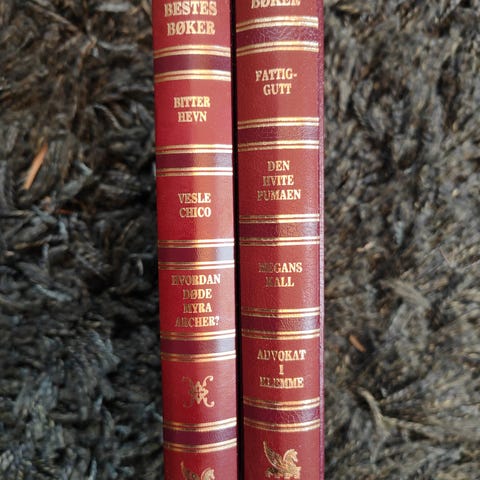 BESTES
BØKER
BITTER
HEVN
VESLE
CHICO
HVORDAN
DØDE
MYRA
ARCHER?
BØKER
FATTIG-
GUTT
DEN
HVITE
PUMAEN
MEGANS
KALL
ADVOKAT
I
KLEMME